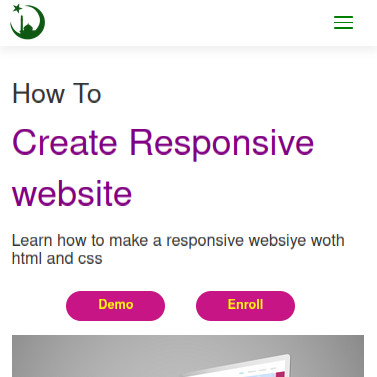 How To
Create Responsive
website
Learn how to make a responsive websiye woth
html and css
Demo
Enroll